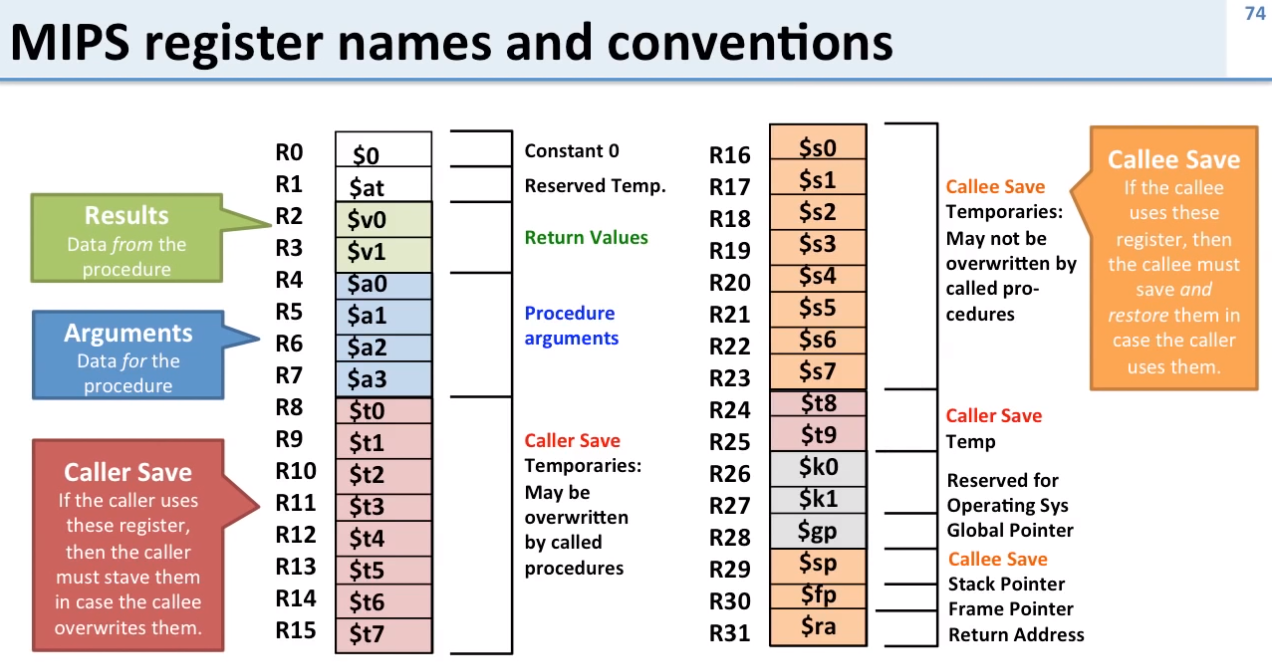 74
MIPS register names and conventions
Results
Data from the
procedure
Arguments
Data for the
procedure
Caller Save
If the caller uses
these register,
then the caller
must stave them
in case the callee
overwrites them.
R0 $0
R1 $at
R2 $v0
R3 $v1
R4 $a0
R5 $a1
R6 $a2
R7 $a3
R8 $t0
R9 $t1
R10 $t2
R11 $t3
R12 $t4
R13 $t5
R14 $t6
R15 $t7
Constant 0
Reserved Temp.
Return Values
Procedure
arguments
Caller Save
Temporaries:
May be
overwritten
by called
procedures
R16 $s0
R17 $s1
R18 $s2
R19 $s3
R20 $s4
R21 $s5
R22 $s6
R23 $s7
R24 $t8
R25 $t9
R26 $k0
R27 $k1
R28 $gp
R29 $sp
R30 $fp
R31 $ra
Callee Save
Temporaries:
May not be
overwritten by
called pro-
cedures
Caller Save
Temp
Reserved for
Operating Sys
Global Pointer
Callee Save
Stack Pointer
Frame Pointer
Return Address
Callee Save
If the callee
uses these
register, then
the callee must
save and
restore them in
case the caller
uses them.